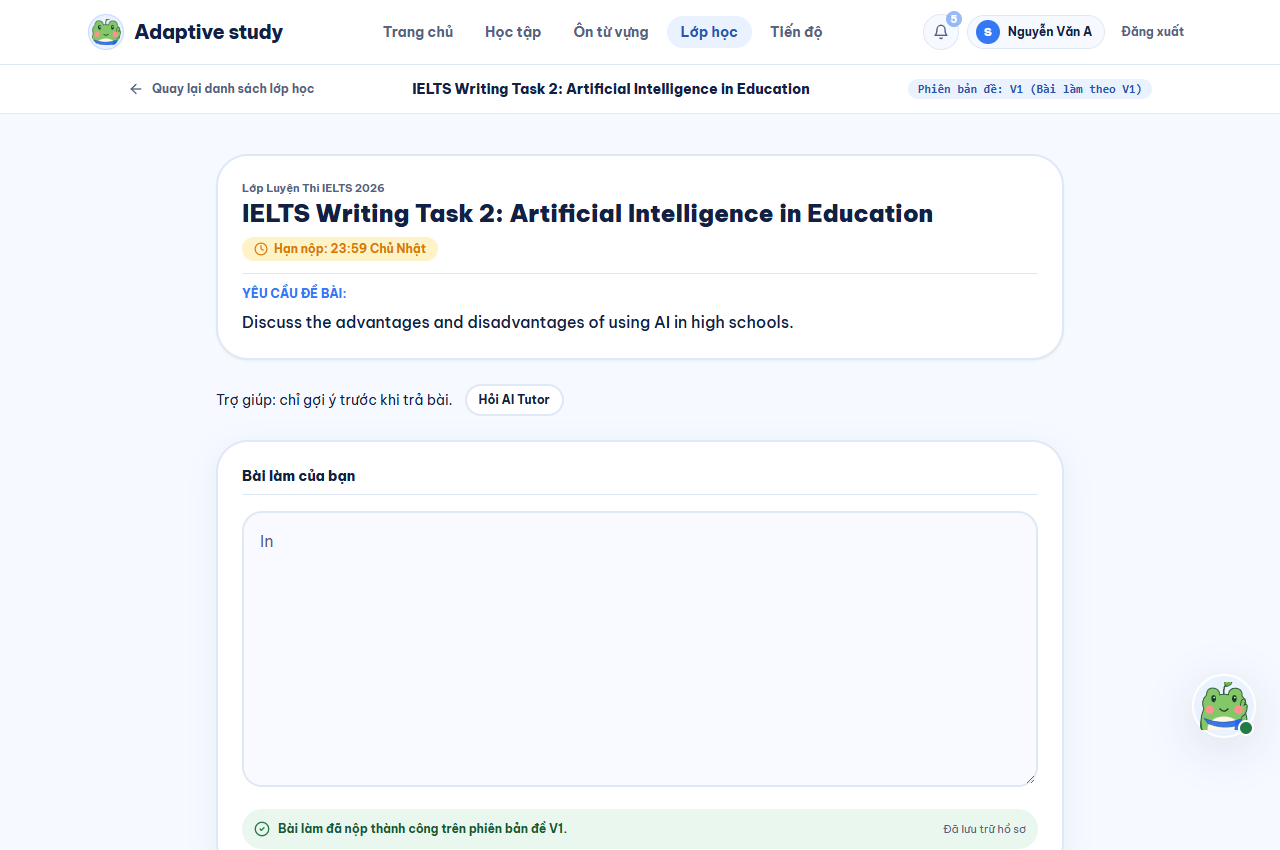 Adaptive study
Trang chủ
Học tập
Ôn từ vựng
Lớp học
Tiến độ
5
S
Nguyễn Văn A
Đăng xuất
Quay lại danh sách lớp học
IELTS Writing Task 2: Artificial Intelligence in Education
Phiên bản đề: V1 (Bài làm theo V1)
Lớp Luyện Thi IELTS 2026
IELTS Writing Task 2: Artificial Intelligence in Education
Hạn nộp: 23:59 Chủ Nhật
YÊU CẦU ĐỀ BÀI:
Discuss the advantages and disadvantages of using AI in high schools.
Trợ giúp: chỉ gợi ý trước khi trả bài.
Hỏi AI Tutor
Bài làm của bạn
In
Bài làm đã nộp thành công trên phiên bản đề V1.
Đã lưu trữ hồ sơ